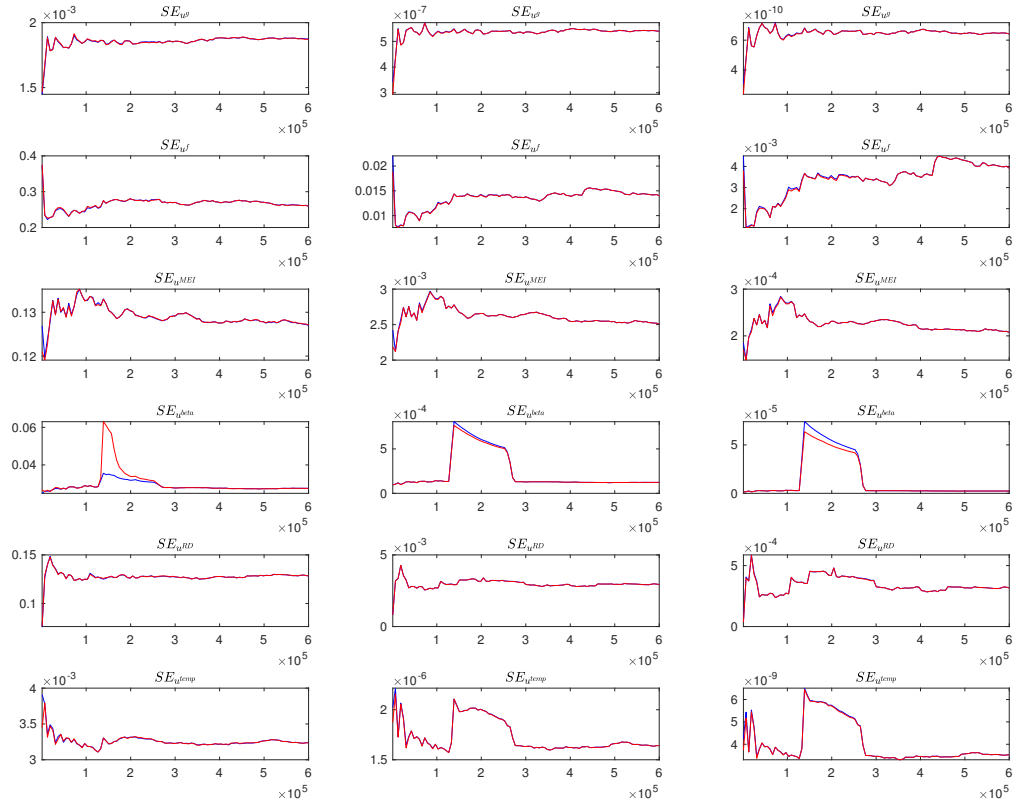 ×10⁻³ SE_{u^g} ×10⁻⁷ SE_{u^g} ×10⁻¹⁰ SE_{u^g}
2 5 6
1.5 3 4
4
1 2 3 4 5 6 1 2 3 4 5 6 1 2 3 4 5 6
×10⁵ ×10⁵ ×10⁵
SE_{u^f} SE_{u^f} ×10⁻³ SE_{u^f}
0.4 0.02 4
0.3 0.015 3
0.2 0.01 2
1 2 3 4 5 6 1 2 3 4 5 6 1 2 3 4 5 6
×10⁵ ×10⁵ ×10⁵
SE_{u^{MEI}} ×10⁻³ SE_{u^{MEI}} ×10⁻⁴ SE_{u^{MEI}}
3 3
0.13 2.5 2
0.12 2
1 2 3 4 5 6 1 2 3 4 5 6 1 2 3 4 5 6
×10⁵ ×10⁵ ×10⁵
SE_{u^{beta}} ×10⁻⁴ SE_{u^{beta}} ×10⁻⁵ SE_{u^{beta}}
0.06 5 5
0.04 0 0
1 2 3 4 5 6 1 2 3 4 5 6 1 2 3 4 5 6
×10⁵ ×10⁵ ×10⁵
SE_{u^{RD}} ×10⁻³ SE_{u^{RD}} ×10⁻⁴ SE_{u^{RD}}
0.15 5 5
0.1 0 0
1 2 3 4 5 6 1 2 3 4 5 6 1 2 3 4 5 6
×10⁵ ×10⁵ ×10⁵
×10⁻³ SE_{u^{temp}} ×10⁻⁶ SE_{u^{temp}} ×10⁻⁹ SE_{u^{temp}}
4 2 6
3.5 1.5 5
3 4
1 2 3 4 5 6 1 2 3 4 5 6 1 2 3 4 5 6
×10⁵ ×10⁵ ×10⁵